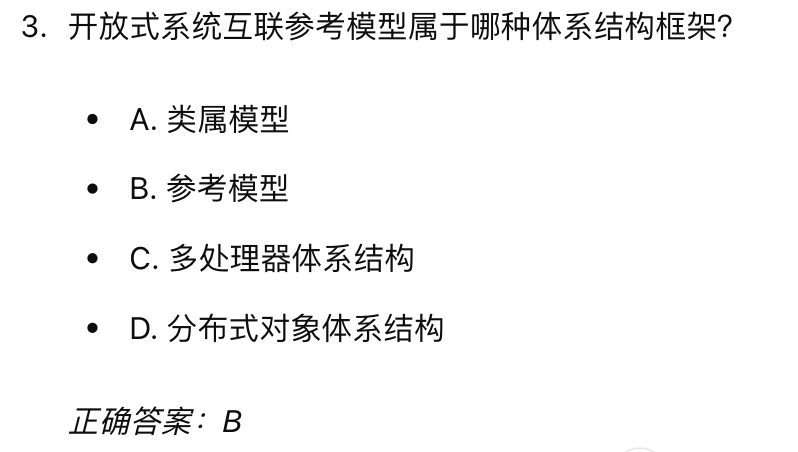 3. 开放式系统互联参考模型属于哪种体系结构框架?
• A. 类属模型
• B. 参考模型
• C. 多处理器体系结构
• D. 分布式对象体系结构
正确答案：B